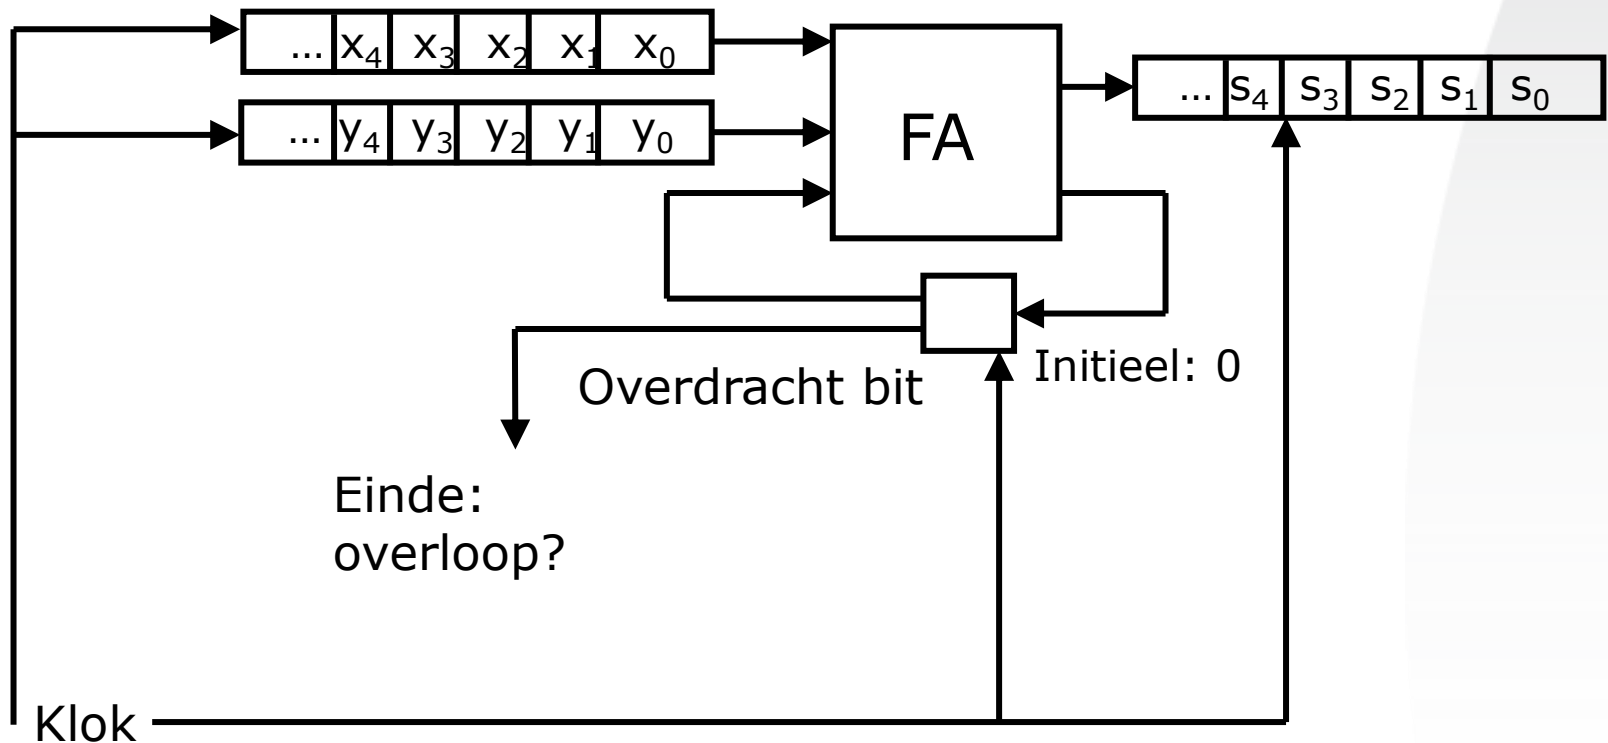 ... x₄ x₃ x₂ x₁ x₀
... y₄ y₃ y₂ y₁ y₀
FA
... s₄ s₃ s₂ s₁ s₀
Initieel: 0
Overdracht bit
Einde:
overloop?
Klok